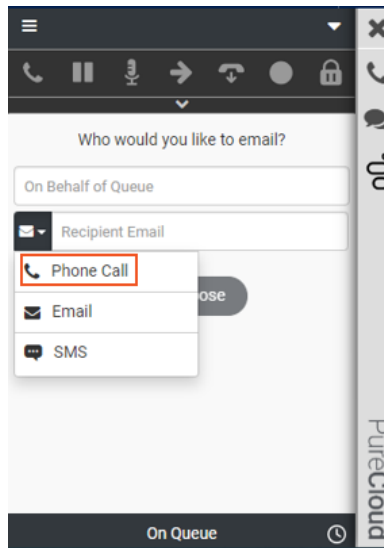 Who would you like to email?
On Behalf of Queue
Recipient Email
Phone Call
ose
Email
SMS
PureCloud
On Queue